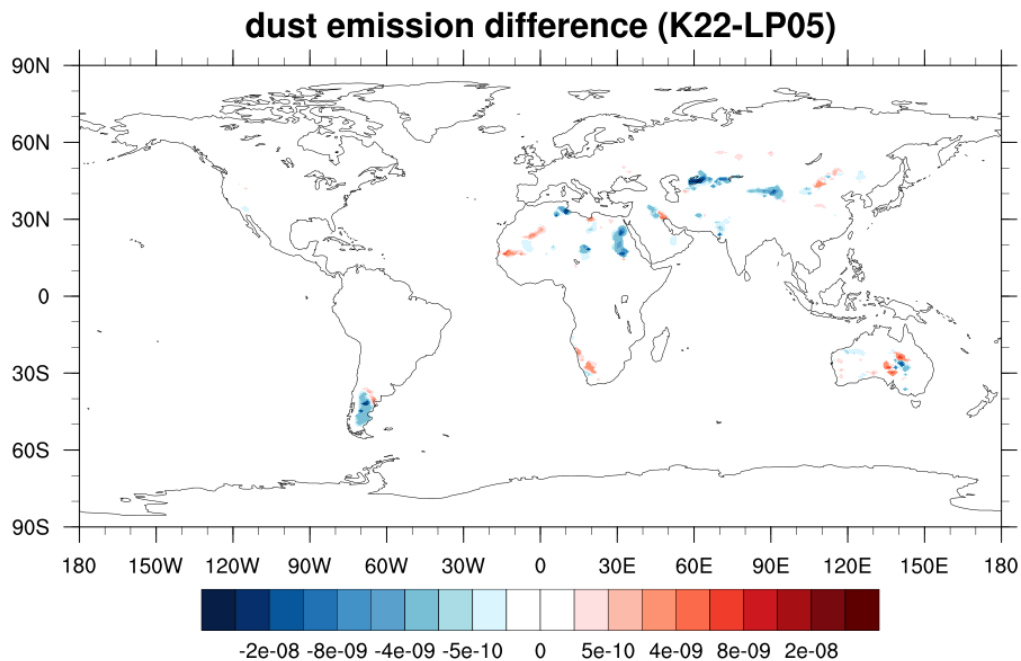 dust emission difference (K22-LP05)
90N
60N
30N
0
30S
60S
90S
180 150W 120W 90W 60W 30W 0 30E 60E 90E 120E 150E 180
-2e-08 -8e-09 -4e-09 -5e-10 0 5e-10 4e-09 8e-09 2e-08